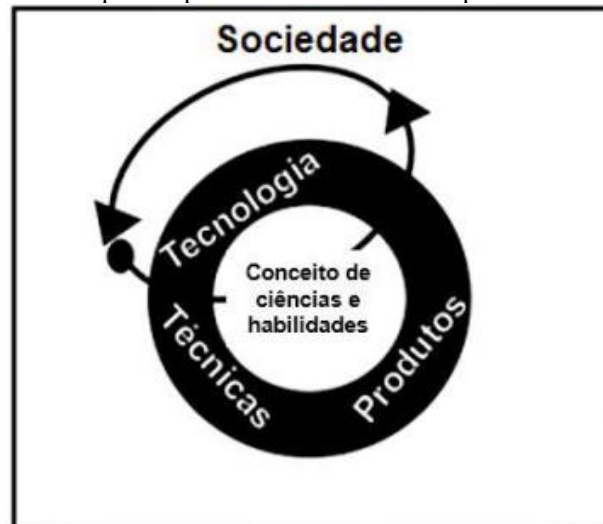 Sociedade
Tecnologia
Conceito de
ciências e
habilidades
Técnicas
Produtos